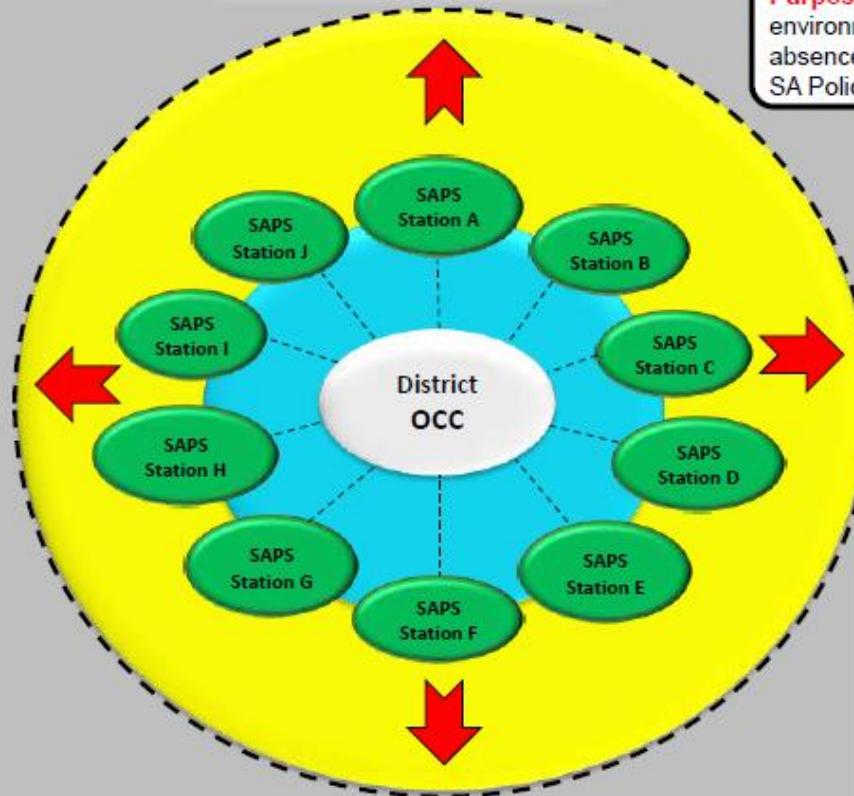 Purpos
environ
absence
SA Polic
SAPS
Station A
SAPS
Station J
SAPS
Station B
SAPS
Station I
SAPS
Station C
District
OCC
SAPS
Station H
SAPS
Station D
SAPS
Station G
SAPS
Station E
SAPS
Station F